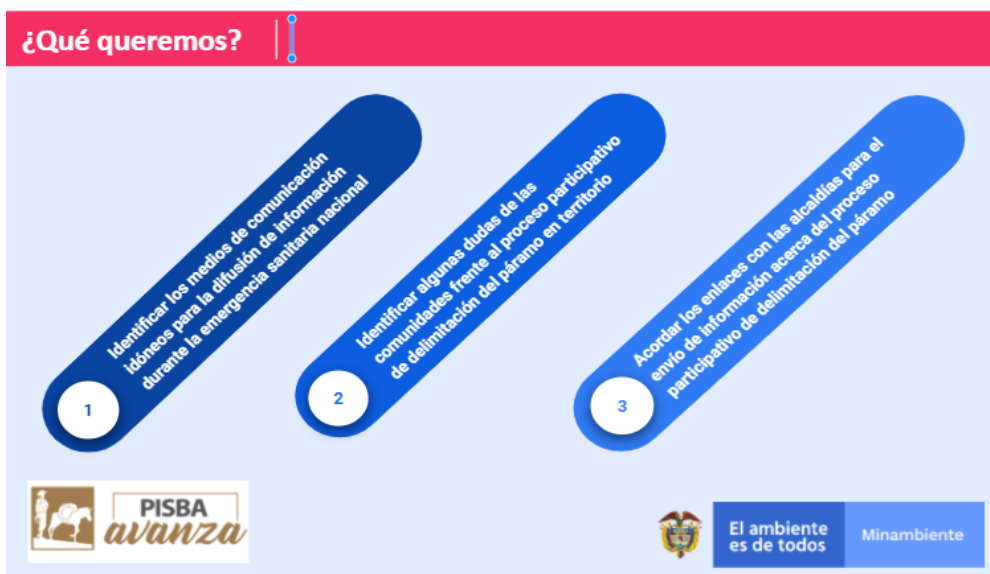 ¿Qué queremos?
Identificar los medios de comunicación
idóneos para la difusión de información
durante la emergencia sanitaria nacional
1
Identificar algunas dudas de las
comunidades frente al proceso participativo
de delimitación del páramo en territorio
2
Acordar los enlaces con las alcaldías para el
envío de información acerca del proceso
participativo de delimitación del páramo
3
PISBA
avanza
El ambiente
es de todos
Minambiente